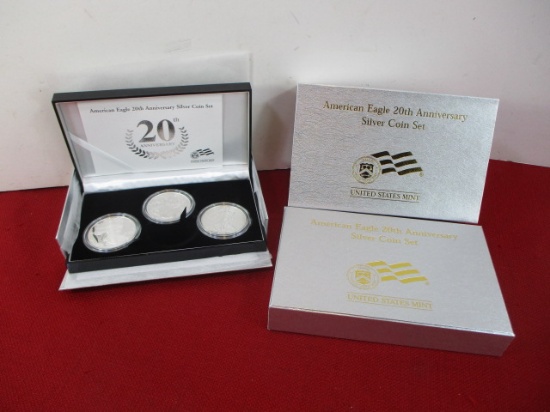 American Eagle 20th Anniversary Silver Coin Set
20TH
ANNIVERSARY
American Eagle 20th Anniversary
Silver Coin Set
UNITED STATES MINT
American Eagle 20th Anniversary
Silver Coin Set
UNITED STATES MINT